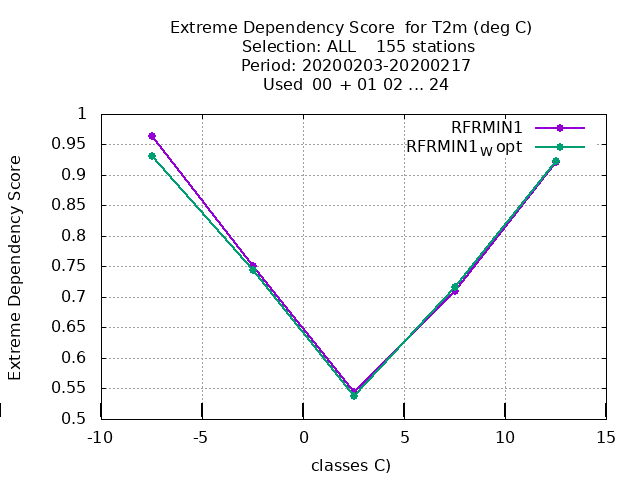 Extreme Dependency Score for T2m (deg C)
Selection: ALL 155 stations
Period: 20200203-20200217
Used 00 + 01 02 ... 24
RFRMIN1
RFRMIN1W opt
Extreme Dependency Score
1
0.95
0.9
0.85
0.8
0.75
0.7
0.65
0.6
0.55
0.5
-10 -5 0 5 10 15
classes C)